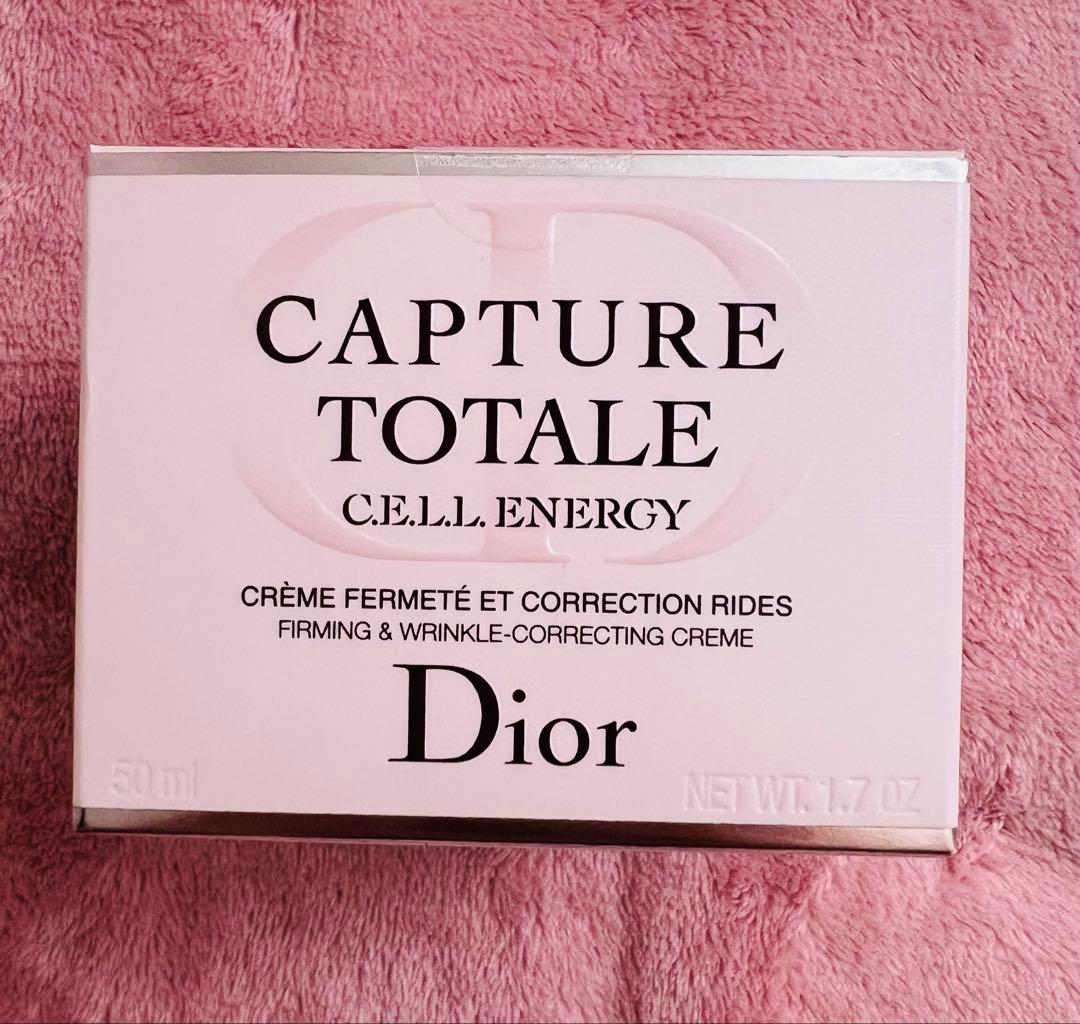 CAPTURE
TOTALE
C.E.L.L. ENERGY
CRÈME FERMETÉ ET CORRECTION RIDES
FIRMING & WRINKLE-CORRECTING CREME
Dior
50 ml NET WT. 1.7 OZ